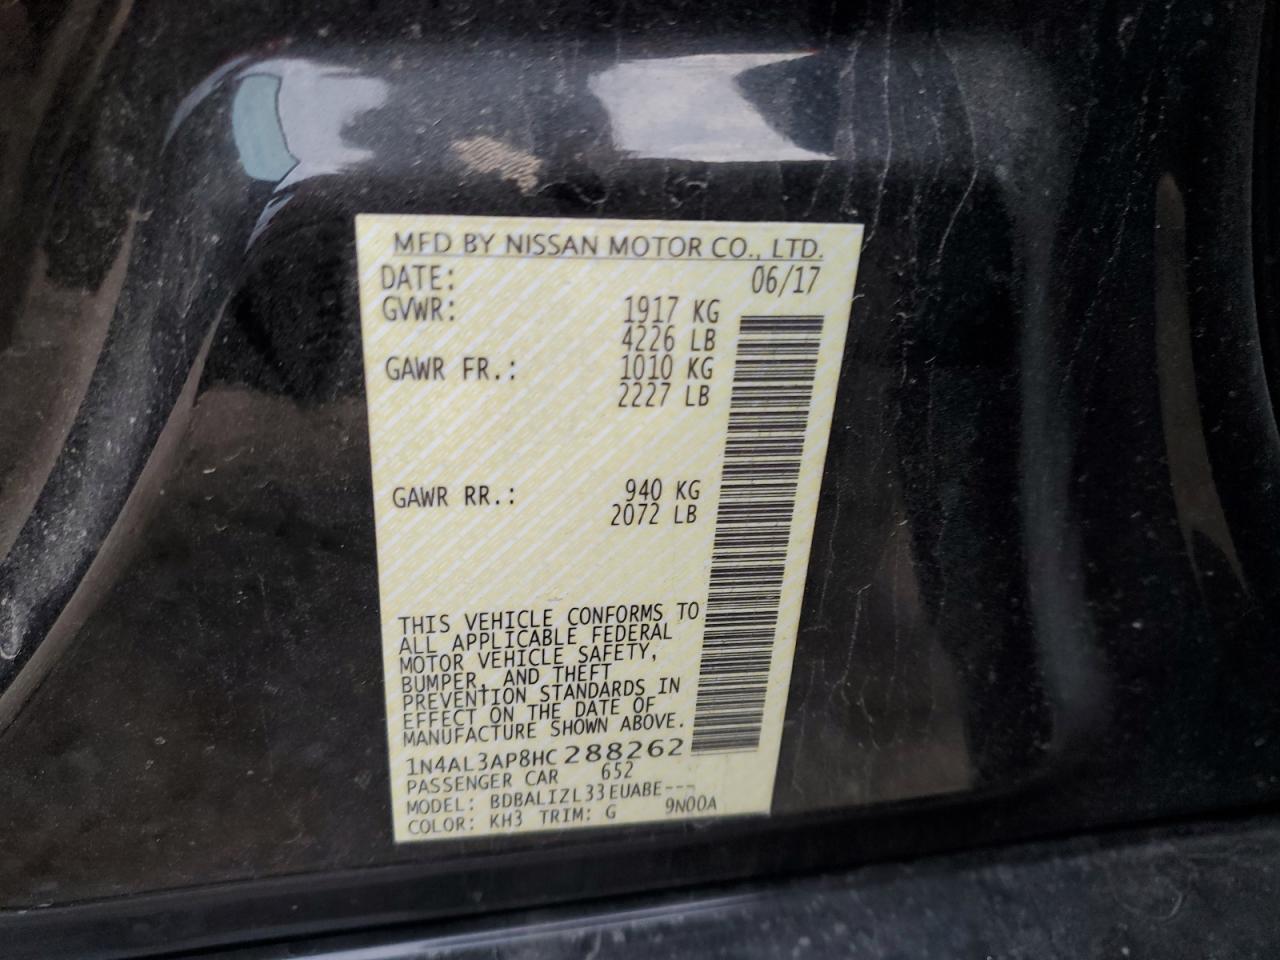 MFD BY NISSAN MOTOR CO., LTD.
DATE: 06/17
GVWR: 1917 KG
4226 LB
GAWR FR.: 1010 KG
2227 LB
GAWR RR.: 940 KG
2072 LB
THIS VEHICLE CONFORMS TO
ALL APPLICABLE FEDERAL
MOTOR VEHICLE SAFETY,
BUMPER, AND THEFT
PREVENTION STANDARDS IN
EFFECT ON THE DATE OF
MANUFACTURE SHOWN ABOVE.
1N4AL3AP8HC288262
PASSENGER CAR 652
MODEL: BDBALIZL33EUABE---
COLOR: KH3 TRIM: G 9N00A